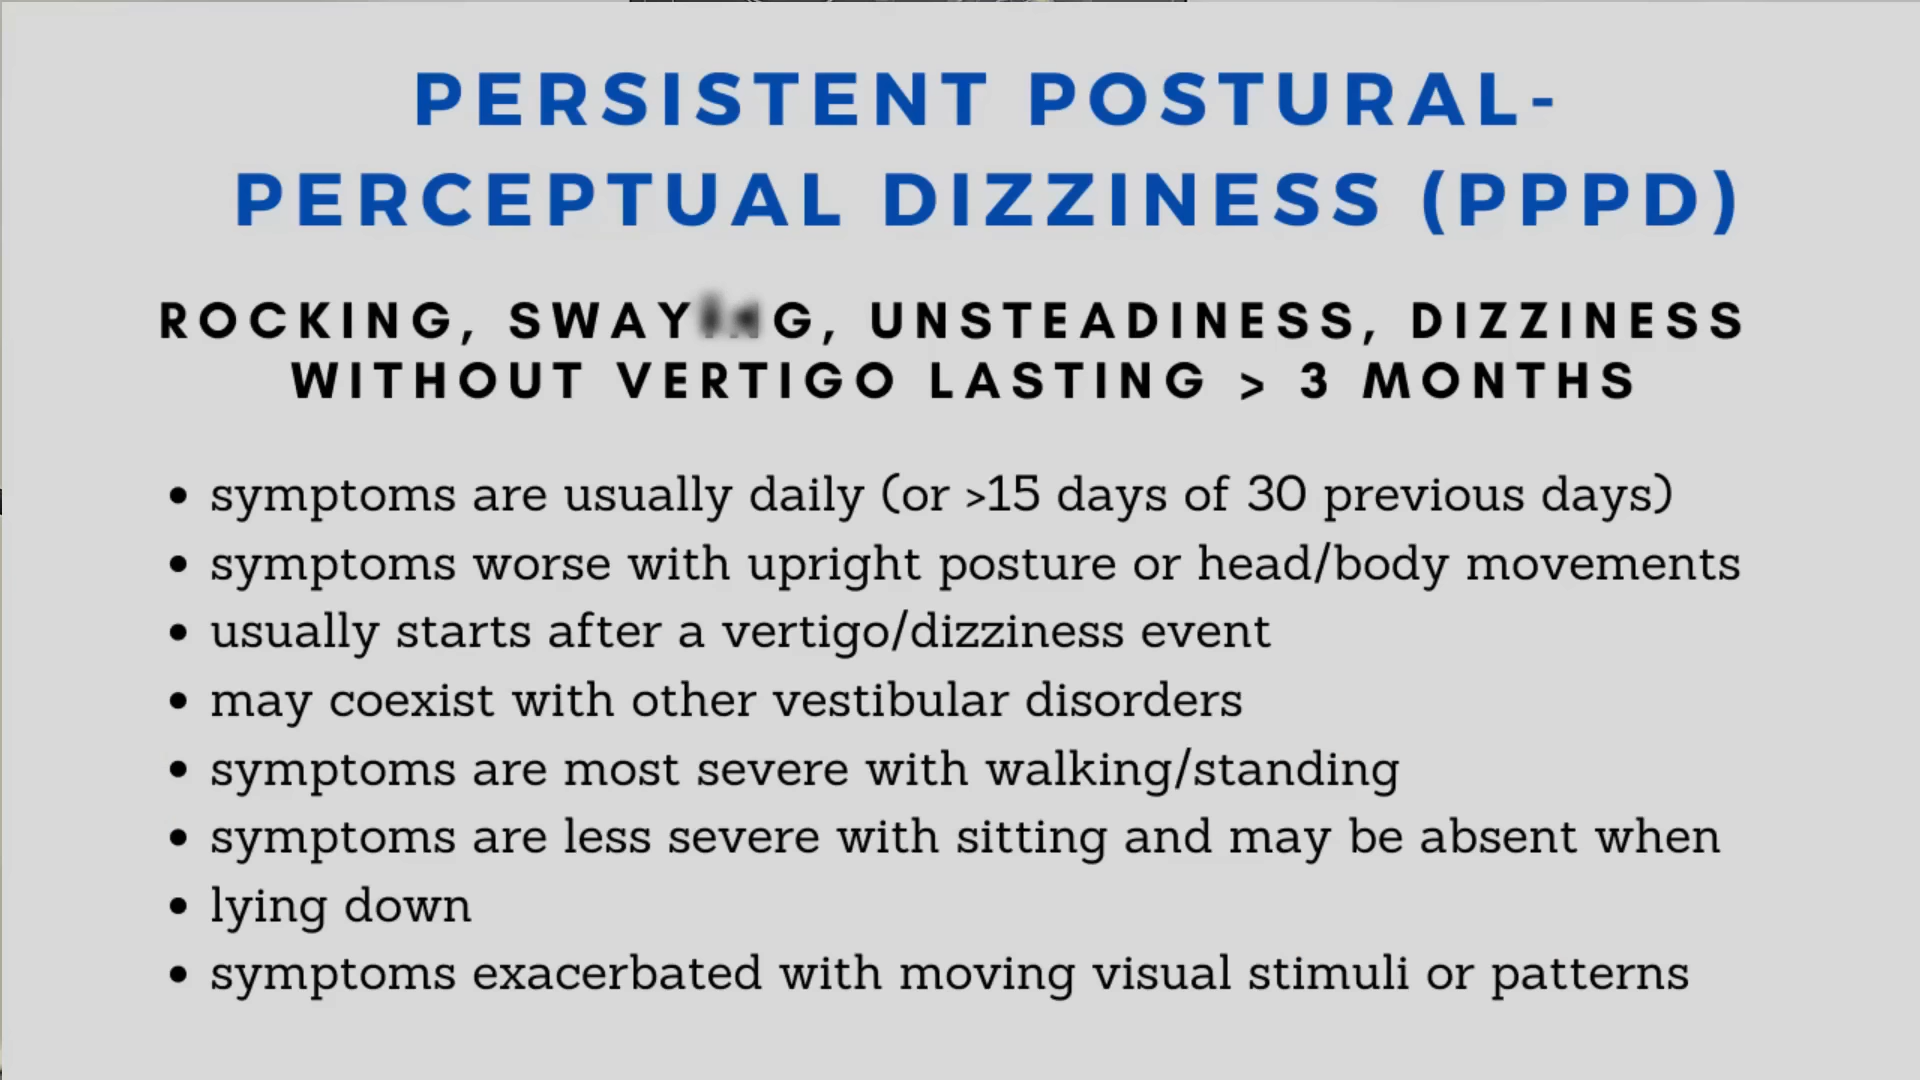 PERSISTENT POSTURAL-
PERCEPTUAL DIZZINESS (PPPD)
ROCKING, UNSTEADINESS, DIZZINESS
WITHOUT VERTIGO LASTING > 3 MONTHS
• symptoms are usually daily (or >15 days of 30 previous days)
• symptoms worse with upright posture or head/body movements
• usually starts after a vertigo/dizziness event
• may coexist with other vestibular disorders
• symptoms are most severe with walking/standing
• symptoms are less severe with sitting and may be absent when
• lying down
• symptoms exacerbated with moving visual stimuli or patterns